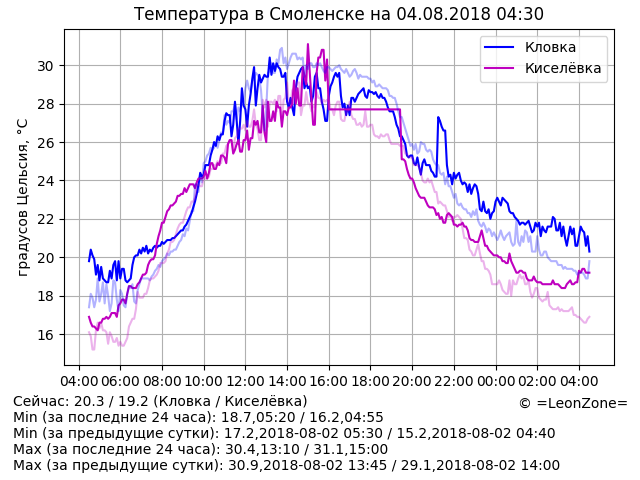 Температура в Смоленске на 04.08.2018 04:30
Кловка
Киселёвка
градусов Цельсия, °C
30
28
26
24
22
20
18
16
04:00 06:00 08:00 10:00 12:00 14:00 16:00 18:00 20:00 22:00 00:00 02:00 04:00
Сейчас: 20.3 / 19.2 (Кловка / Киселёвка)
© =LeonZone=
Min (за последние 24 часа): 18.7,05:20 / 16.2,04:55
Min (за предыдущие сутки): 17.2,2018-08-02 05:30 / 15.2,2018-08-02 04:40
Max (за последние 24 часа): 30.4,13:10 / 31.1,15:00
Max (за предыдущие сутки): 30.9,2018-08-02 13:45 / 29.1,2018-08-02 14:00